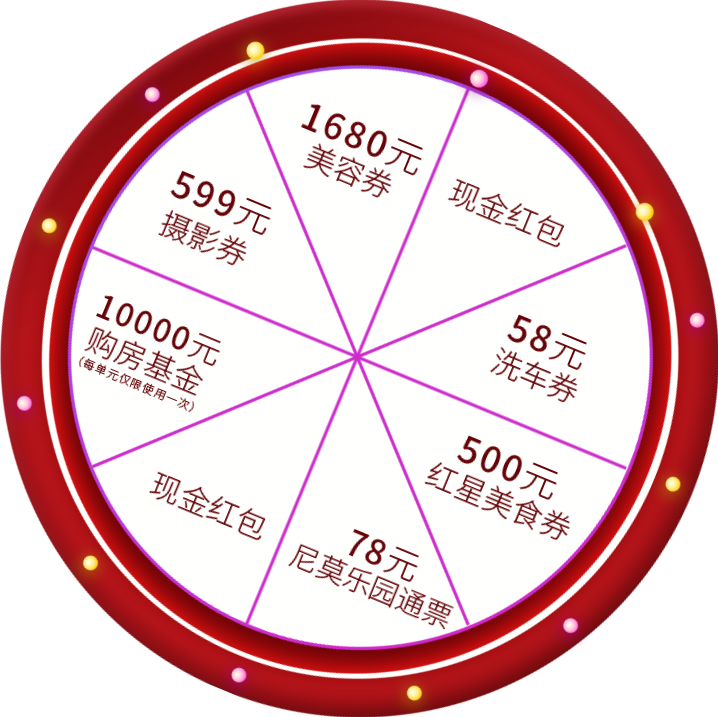 1680元
美容券
现金红包
58元
洗车券
500元
红星美食券
78元
尼莫乐园通票
现金红包
10000元
购房基金
(每单元仅限使用一次)
599元
摄影券